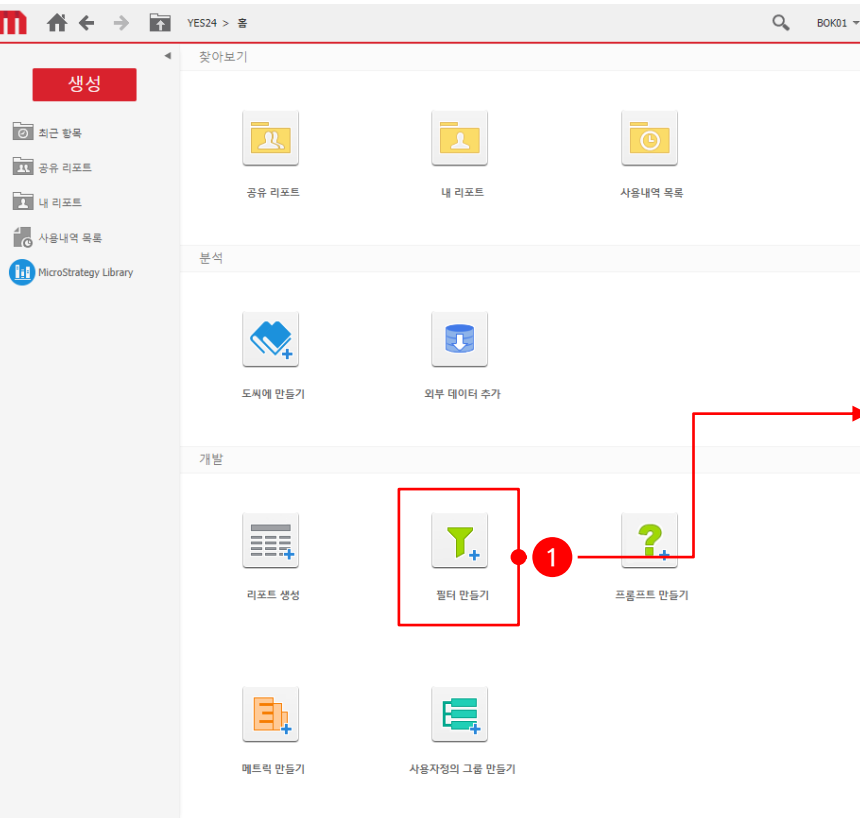 YES24 > 홈
BOK01
생성
최근 항목
공유 리포트
내 리포트
사용내역 목록
MicroStrategy Library
찾아보기
공유 리포트
내 리포트
사용내역 목록
분석
도씨에 만들기
외부 데이터 추가
개발
리포트 생성
필터 만들기
1
프롬프트 만들기
메트릭 만들기
사용자정의 그룹 만들기